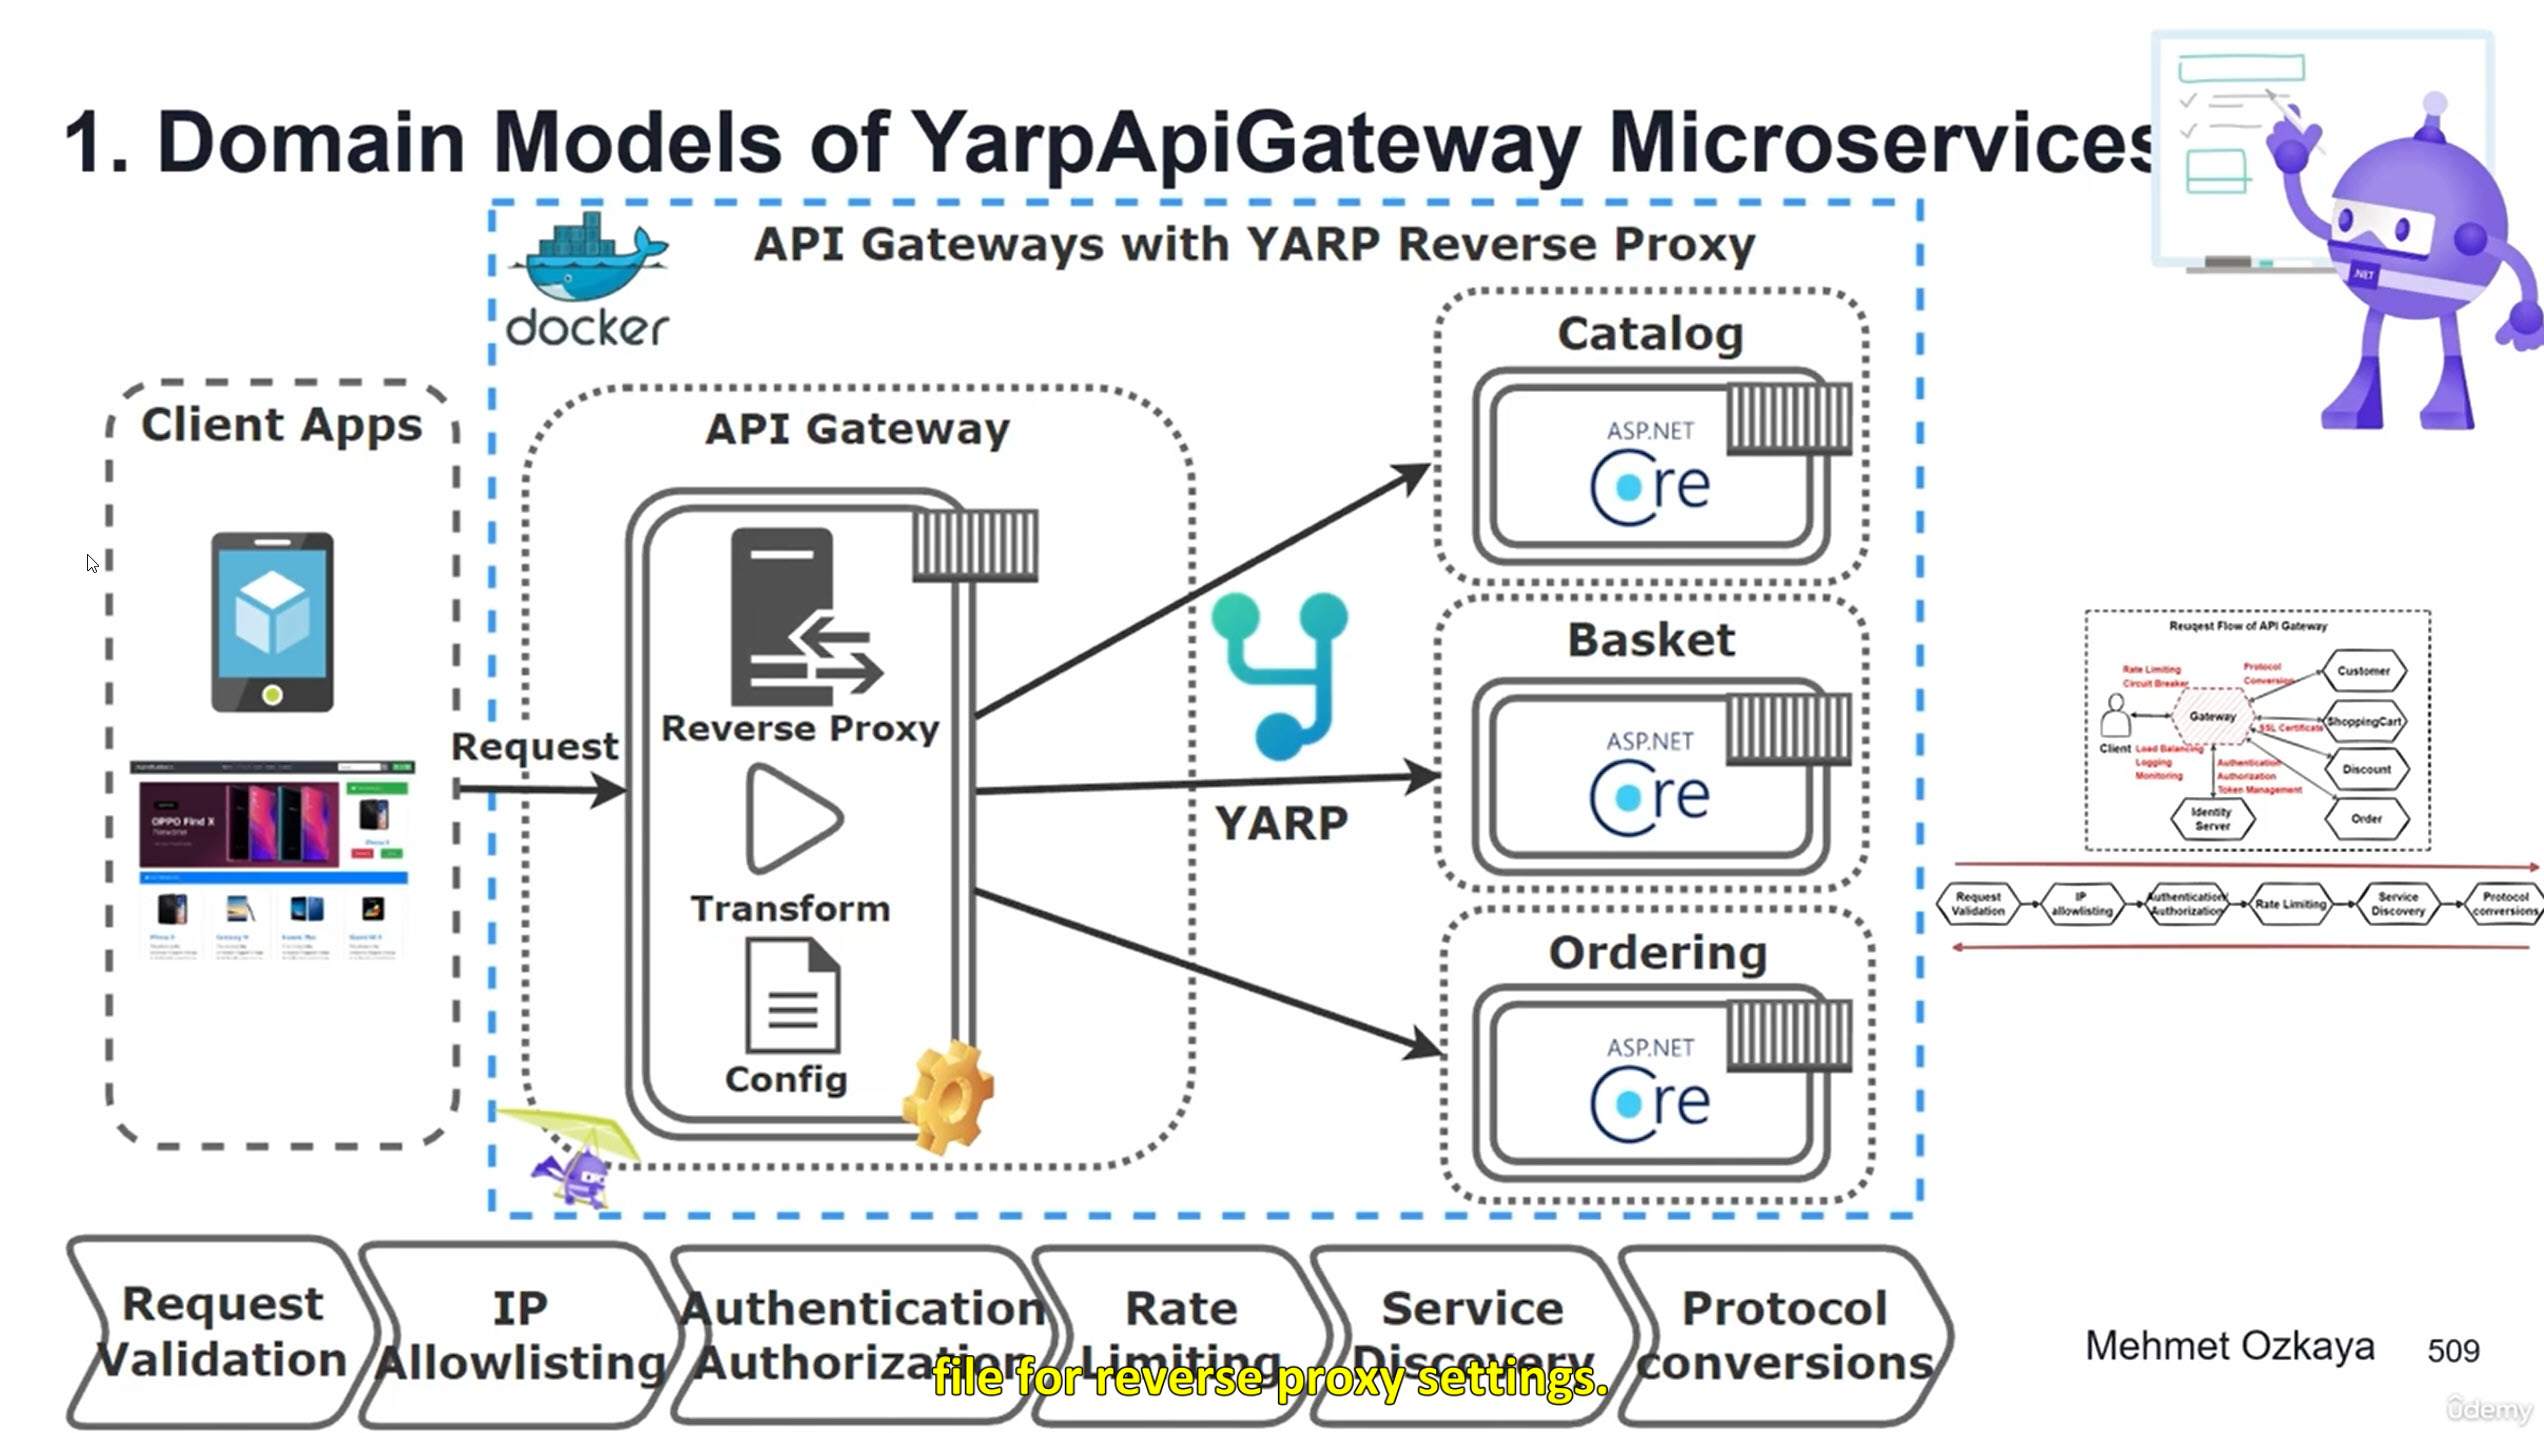 1. Domain Models of YarpApiGateway Microservices
.NET
docker
API Gateways with YARP Reverse Proxy
Client Apps
OPPO Find X
Request
API Gateway
Reverse Proxy
Transform
Config
YARP
Catalog
ASP.NET
Core
Basket
ASP.NET
Core
Ordering
ASP.NET
Core
Reuqest Flow of API Gateway
Rate Limiting
Circuit Breaker
Protocol
Conversion
Customer
Gateway
ShoppingCart
SSL Certificate
Client
Load Balancing
Logging
Monitoring
Authentication
Authorization
Token Management
Discount
Identity
Server
Order
Request
Validation
IP
allowlisting
Authentication
Authorization
Rate Limiting
Service
Discovery
Protocol
conversions
Request
Validation
IP
Allowlisting
Authentication
Authorization
Rate
Limiting
Service
Discovery
Protocol
conversions
file for reverse proxy settings.
Mehmet Ozkaya
509
ûdemy